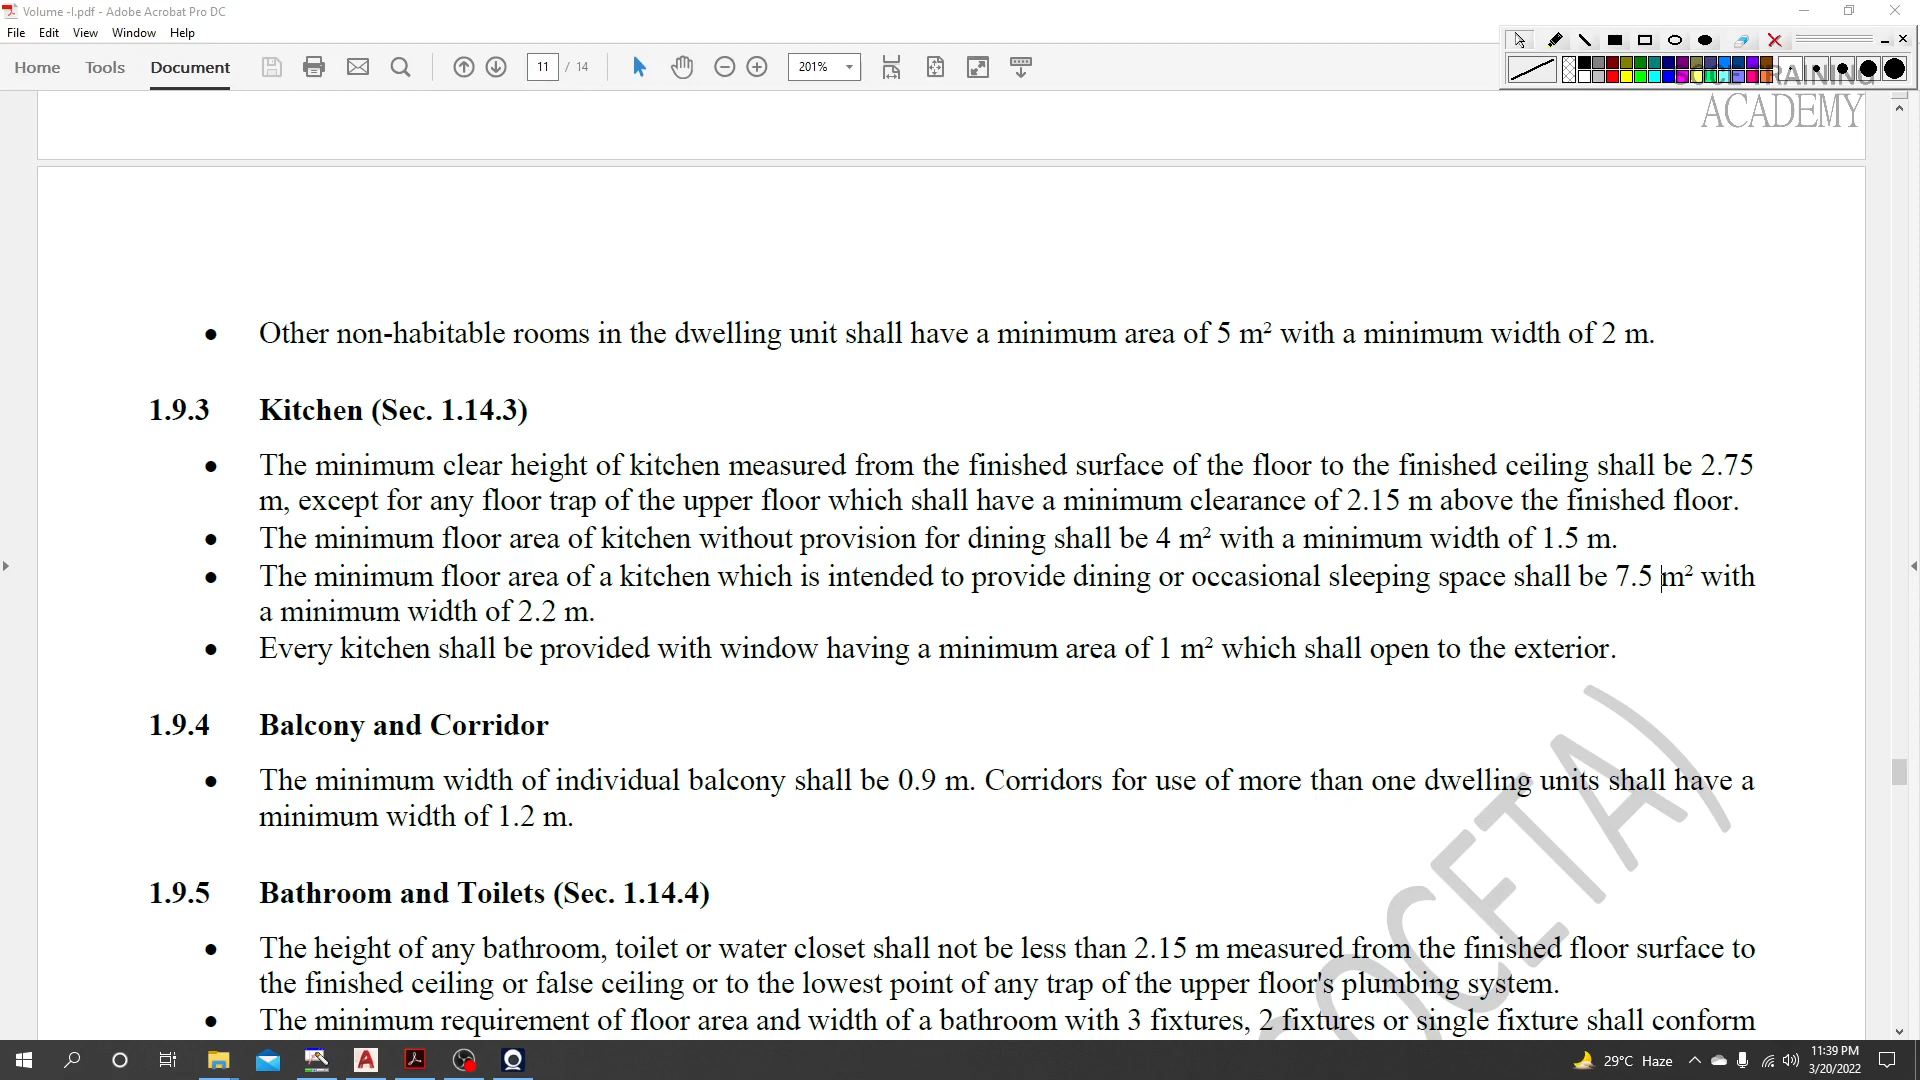 Volume -I.pdf - Adobe Acrobat Pro DC
File Edit View Window Help
Home Tools Document 11 / 14 201%
TRAINING
ACADEMY
• Other non-habitable rooms in the dwelling unit shall have a minimum area of 5 m² with a minimum width of 2 m.
1.9.3 Kitchen (Sec. 1.14.3)
• The minimum clear height of kitchen measured from the finished surface of the floor to the finished ceiling shall be 2.75
m, except for any floor trap of the upper floor which shall have a minimum clearance of 2.15 m above the finished floor.
• The minimum floor area of kitchen without provision for dining shall be 4 m² with a minimum width of 1.5 m.
• The minimum floor area of a kitchen which is intended to provide dining or occasional sleeping space shall be 7.5 m² with
a minimum width of 2.2 m.
• Every kitchen shall be provided with window having a minimum area of 1 m² which shall open to the exterior.
1.9.4 Balcony and Corridor
• The minimum width of individual balcony shall be 0.9 m. Corridors for use of more than one dwelling units shall have a
minimum width of 1.2 m.
1.9.5 Bathroom and Toilets (Sec. 1.14.4)
• The height of any bathroom, toilet or water closet shall not be less than 2.15 m measured from the finished floor surface to
the finished ceiling or false ceiling or to the lowest point of any trap of the upper floor's plumbing system.
• The minimum requirement of floor area and width of a bathroom with 3 fixtures, 2 fixtures or single fixture shall conform
OCETA)
29°C Haze
11:39 PM
3/20/2022